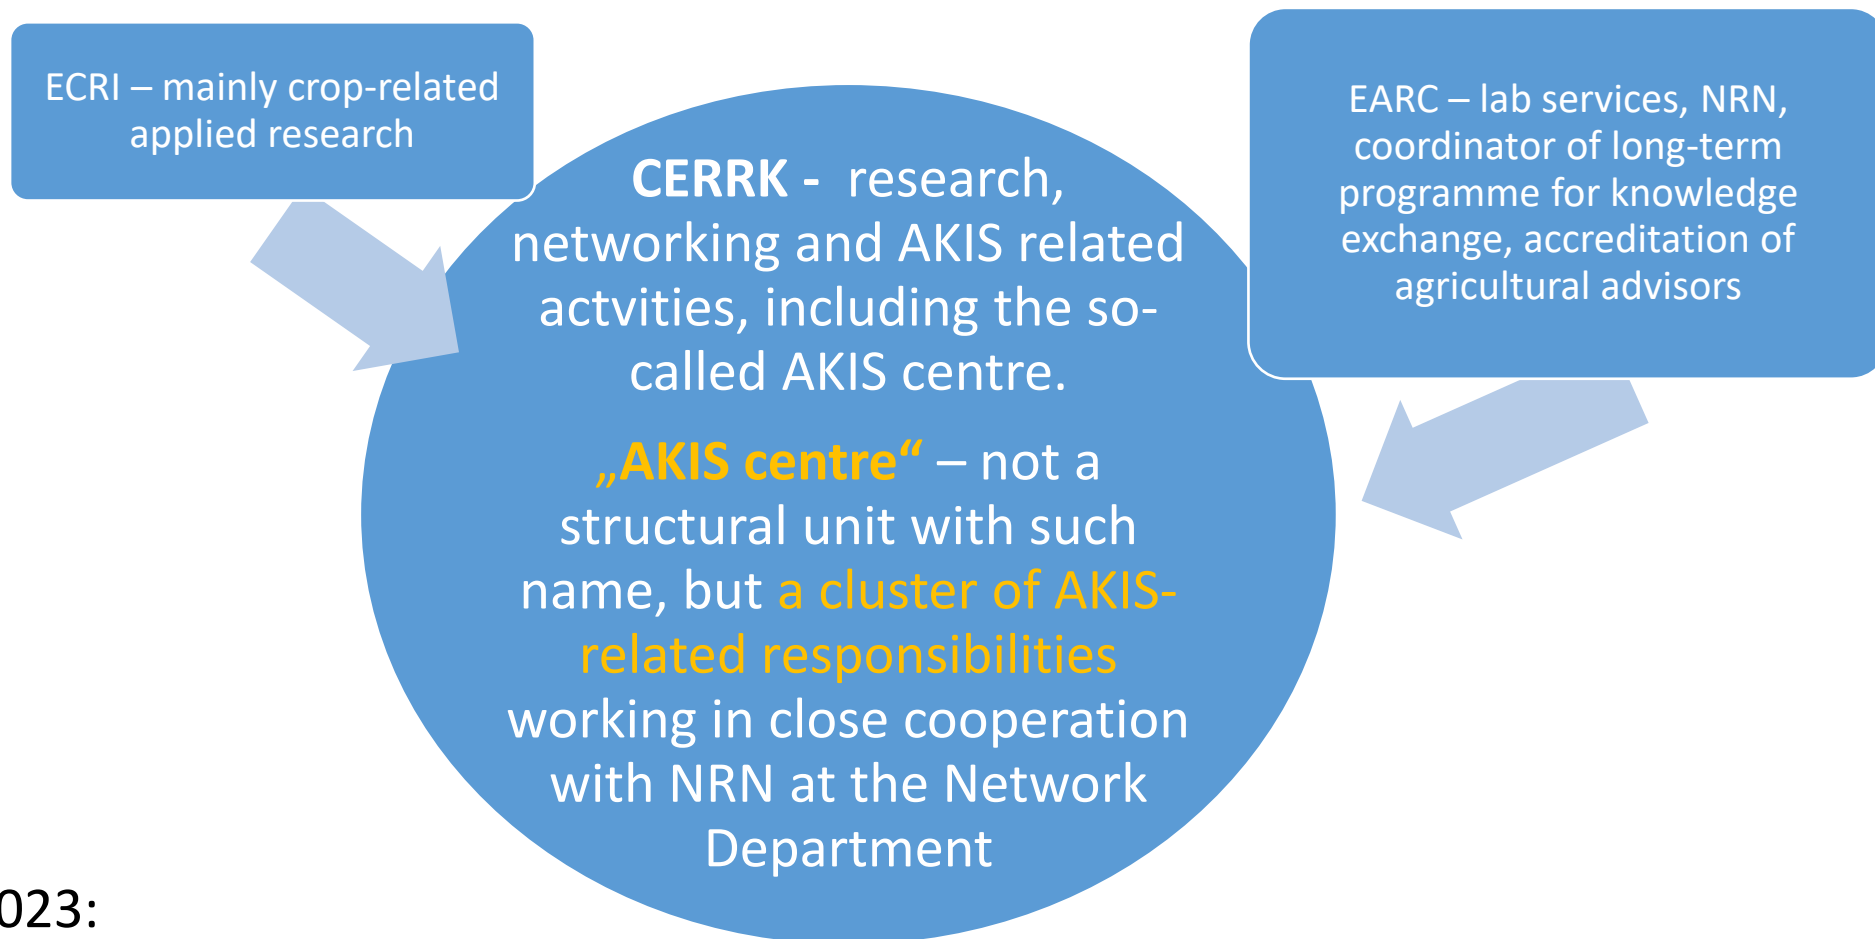 ECRI – mainly crop-related
applied research
EARC – lab services, NRN,
coordinator of long-term
programme for knowledge
exchange, accreditation of
agricultural advisors
CERRK -  research,
networking and AKIS related
actvities, including the so-
called AKIS centre.
„AKIS centre“ – not a
structural unit with such
name, but a cluster of AKIS-
related responsibilities
working in close cooperation
with NRN at the Network
Department
023: